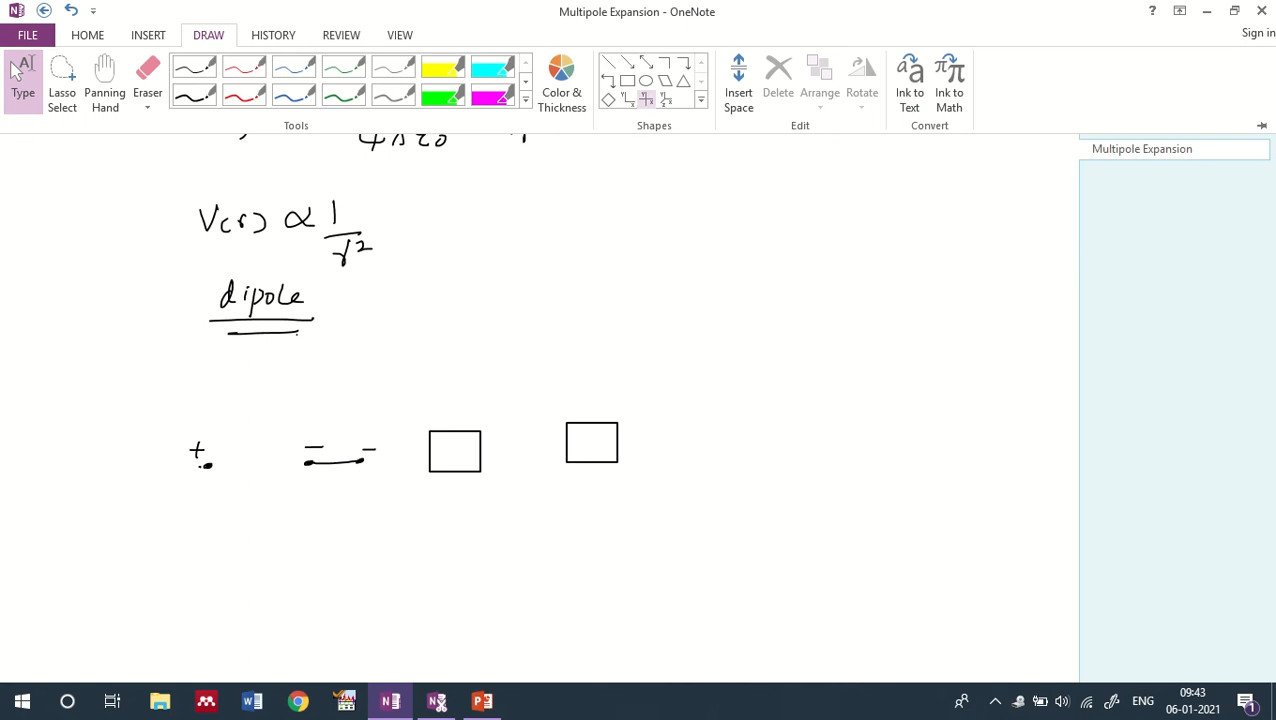 Multipole Expansion - OneNote
Sign in
FILE HOME INSERT DRAW HISTORY REVIEW VIEW
Type
Lasso Select
Panning Hand
Eraser
Color & Thickness
Insert Space
Delete
Arrange
Rotate
Ink to Text
Ink to Math
Tools
Shapes
Edit
Convert
Multipole Expansion
4πε0
V(r) ∝ 1/r²
dipole
+ − −
ENG
09:43
06-01-2021